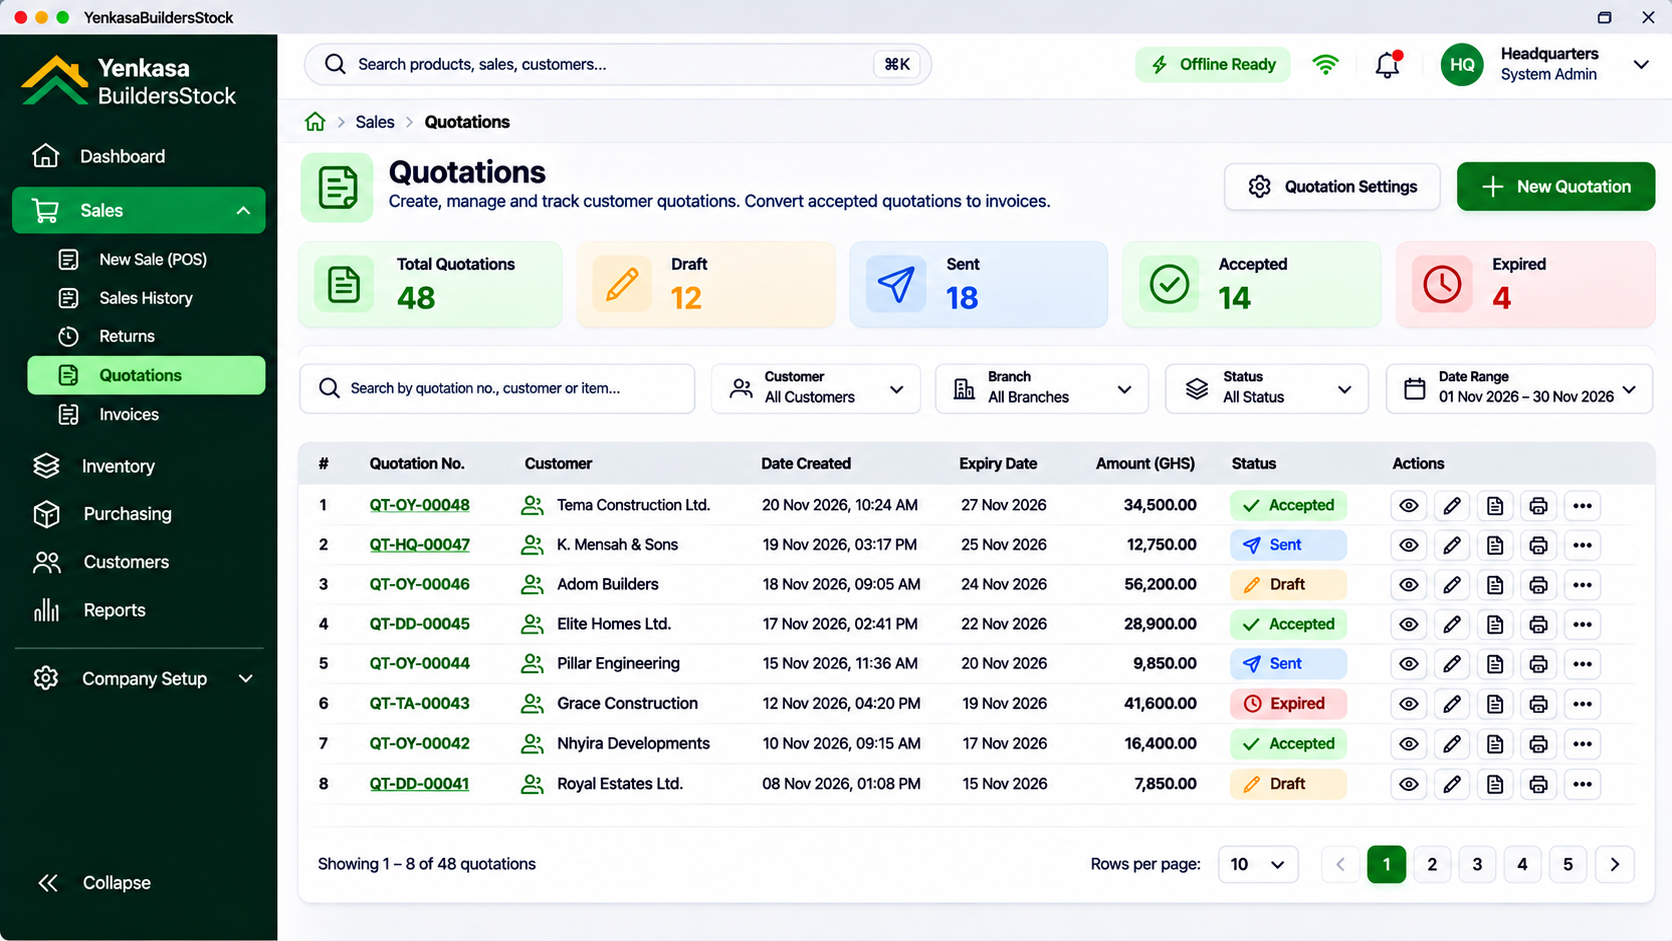 YenkasaBuildersStock
Yenkasa
BuildersStock
Dashboard
Sales
New Sale (POS)
Sales History
Returns
Quotations
Invoices
Inventory
Purchasing
Customers
Reports
Company Setup
Collapse
Search products, sales, customers...
⌘K
Offline Ready
HQ
Headquarters
System Admin
Sales
Quotations
Quotations
Create, manage and track customer quotations. Convert accepted quotations to invoices.
Quotation Settings
New Quotation
Total Quotations
48
Draft
12
Sent
18
Accepted
14
Expired
4
Search by quotation no., customer or item...
Customer
All Customers
Branch
All Branches
Status
All Status
Date Range
01 Nov 2026 – 30 Nov 2026
# Quotation No. Customer Date Created Expiry Date Amount (GHS) Status Actions
1 QT-OY-00048 Tema Construction Ltd. 20 Nov 2026, 10:24 AM 27 Nov 2026 34,500.00 Accepted
2 QT-HQ-00047 K. Mensah & Sons 19 Nov 2026, 03:17 PM 25 Nov 2026 12,750.00 Sent
3 QT-OY-00046 Adom Builders 18 Nov 2026, 09:05 AM 24 Nov 2026 56,200.00 Draft
4 QT-DD-00045 Elite Homes Ltd. 17 Nov 2026, 02:41 PM 22 Nov 2026 28,900.00 Accepted
5 QT-OY-00044 Pillar Engineering 15 Nov 2026, 11:36 AM 20 Nov 2026 9,850.00 Sent
6 QT-TA-00043 Grace Construction 12 Nov 2026, 04:20 PM 19 Nov 2026 41,600.00 Expired
7 QT-OY-00042 Nhyira Developments 10 Nov 2026, 09:15 AM 17 Nov 2026 16,400.00 Accepted
8 QT-DD-00041 Royal Estates Ltd. 08 Nov 2026, 01:08 PM 15 Nov 2026 7,850.00 Draft
Showing 1 – 8 of 48 quotations
Rows per page: 10
1 2 3 4 5